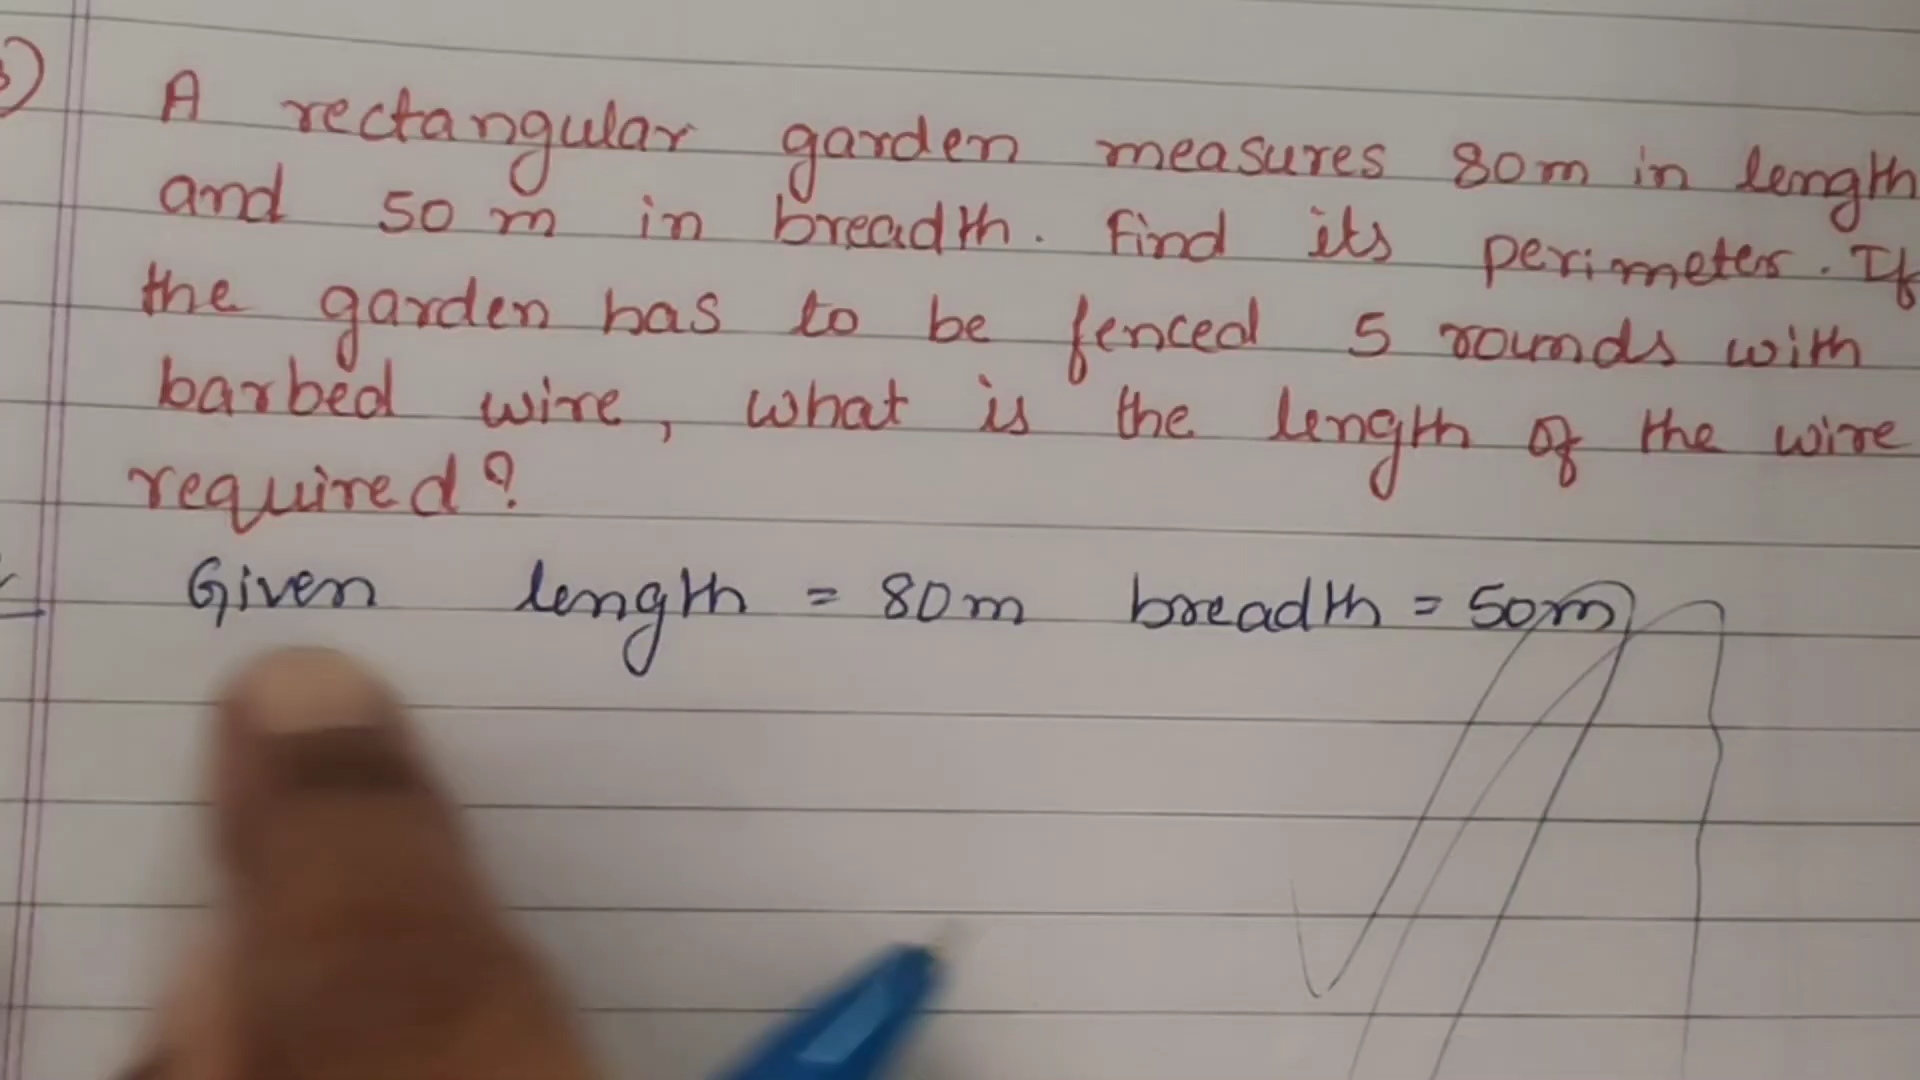 A rectangular garden measures 80m in length
and 50 m in breadth. Find its perimeter. If
the garden has to be fenced 5 rounds with
barbed wire, what is the length of the wire
required?
Given length = 80m breadth = 50m